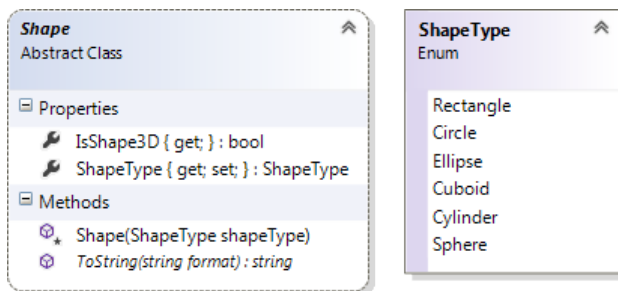 Shape
Abstract Class
Properties
IsShape3D { get; } : bool
ShapeType { get; set; } : ShapeType
Methods
Shape(ShapeType shapeType)
ToString(string format) : string
ShapeType
Enum
Rectangle
Circle
Ellipse
Cuboid
Cylinder
Sphere